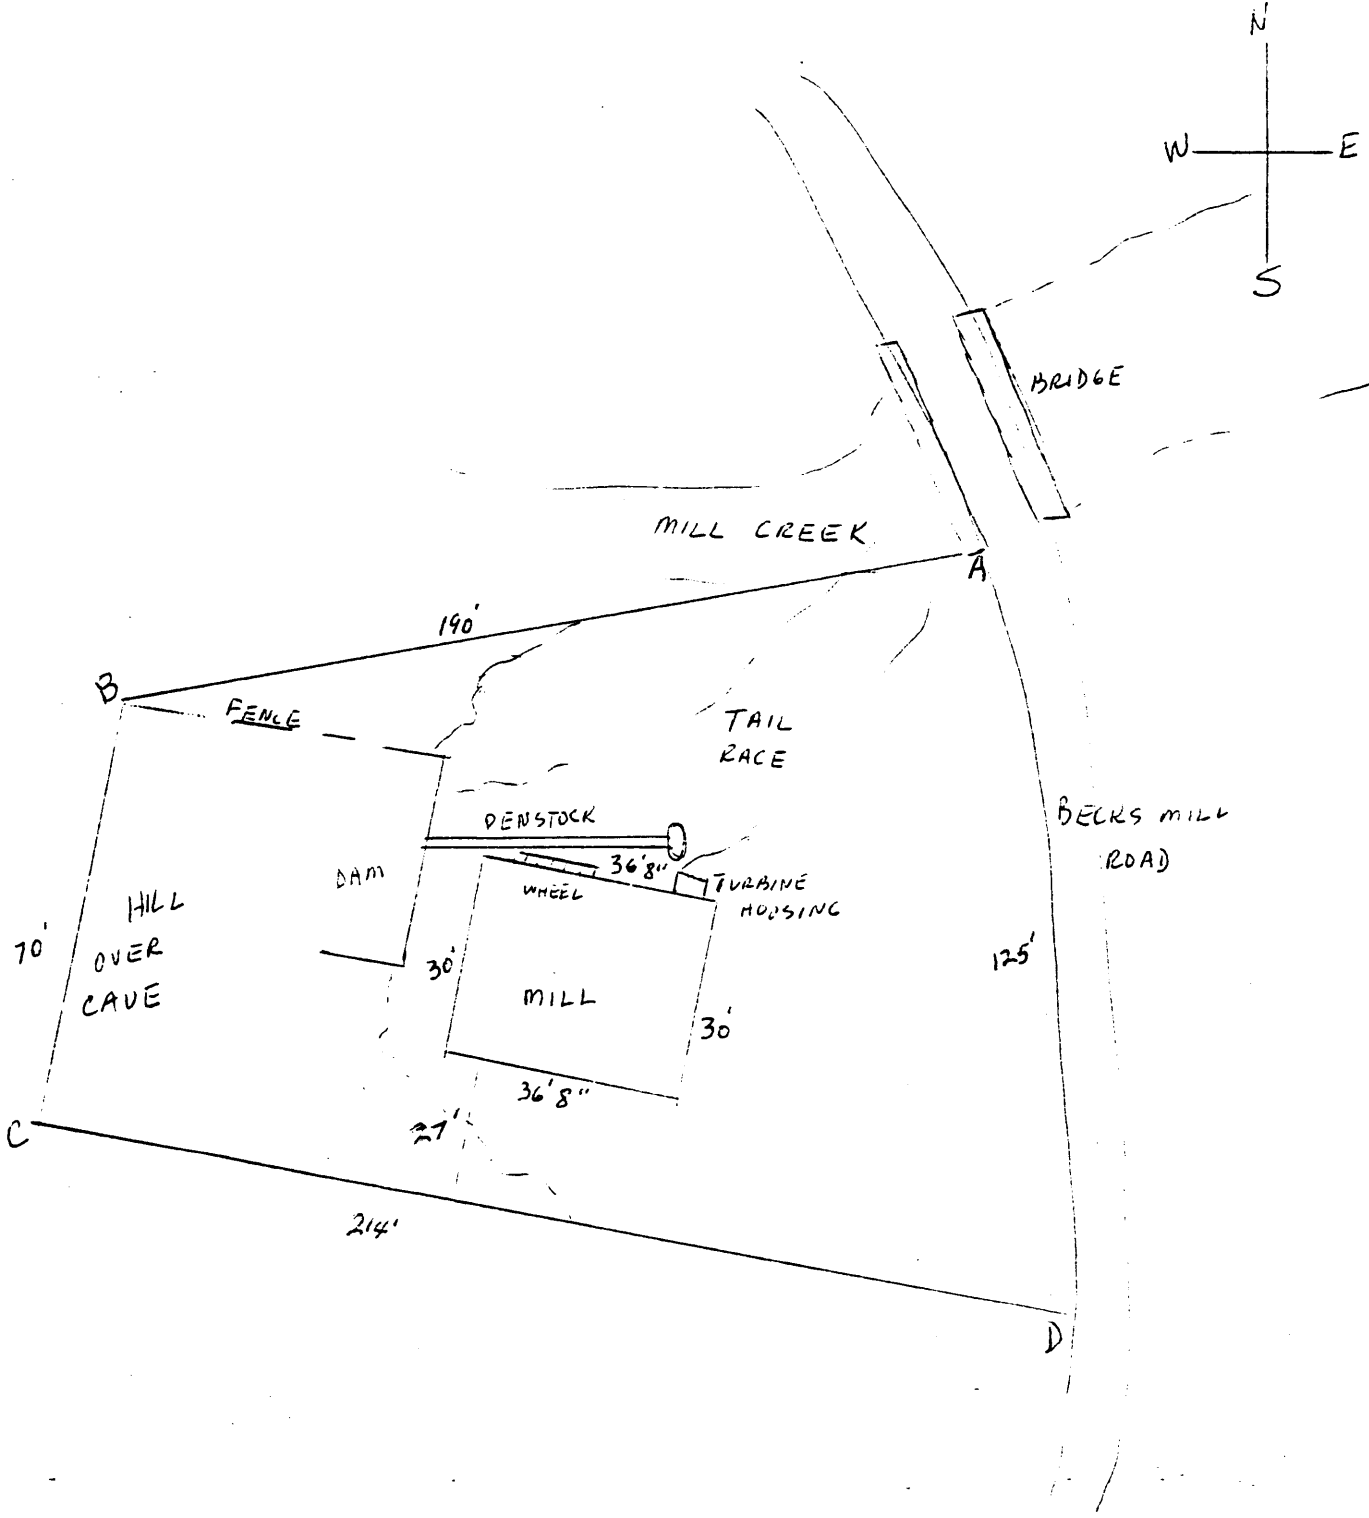 N
W E
S
BRIDGE
MILL CREEK
A
190'
B
FENCE
TAIL
RACE
PENSTOCK
BECKS MILL
ROAD
DAM
36'8"
WHEEL
TURBINE
HOUSING
HILL
OVER
CAVE
70'
30'
MILL
125'
30'
36'8"
27'
C
214'
D